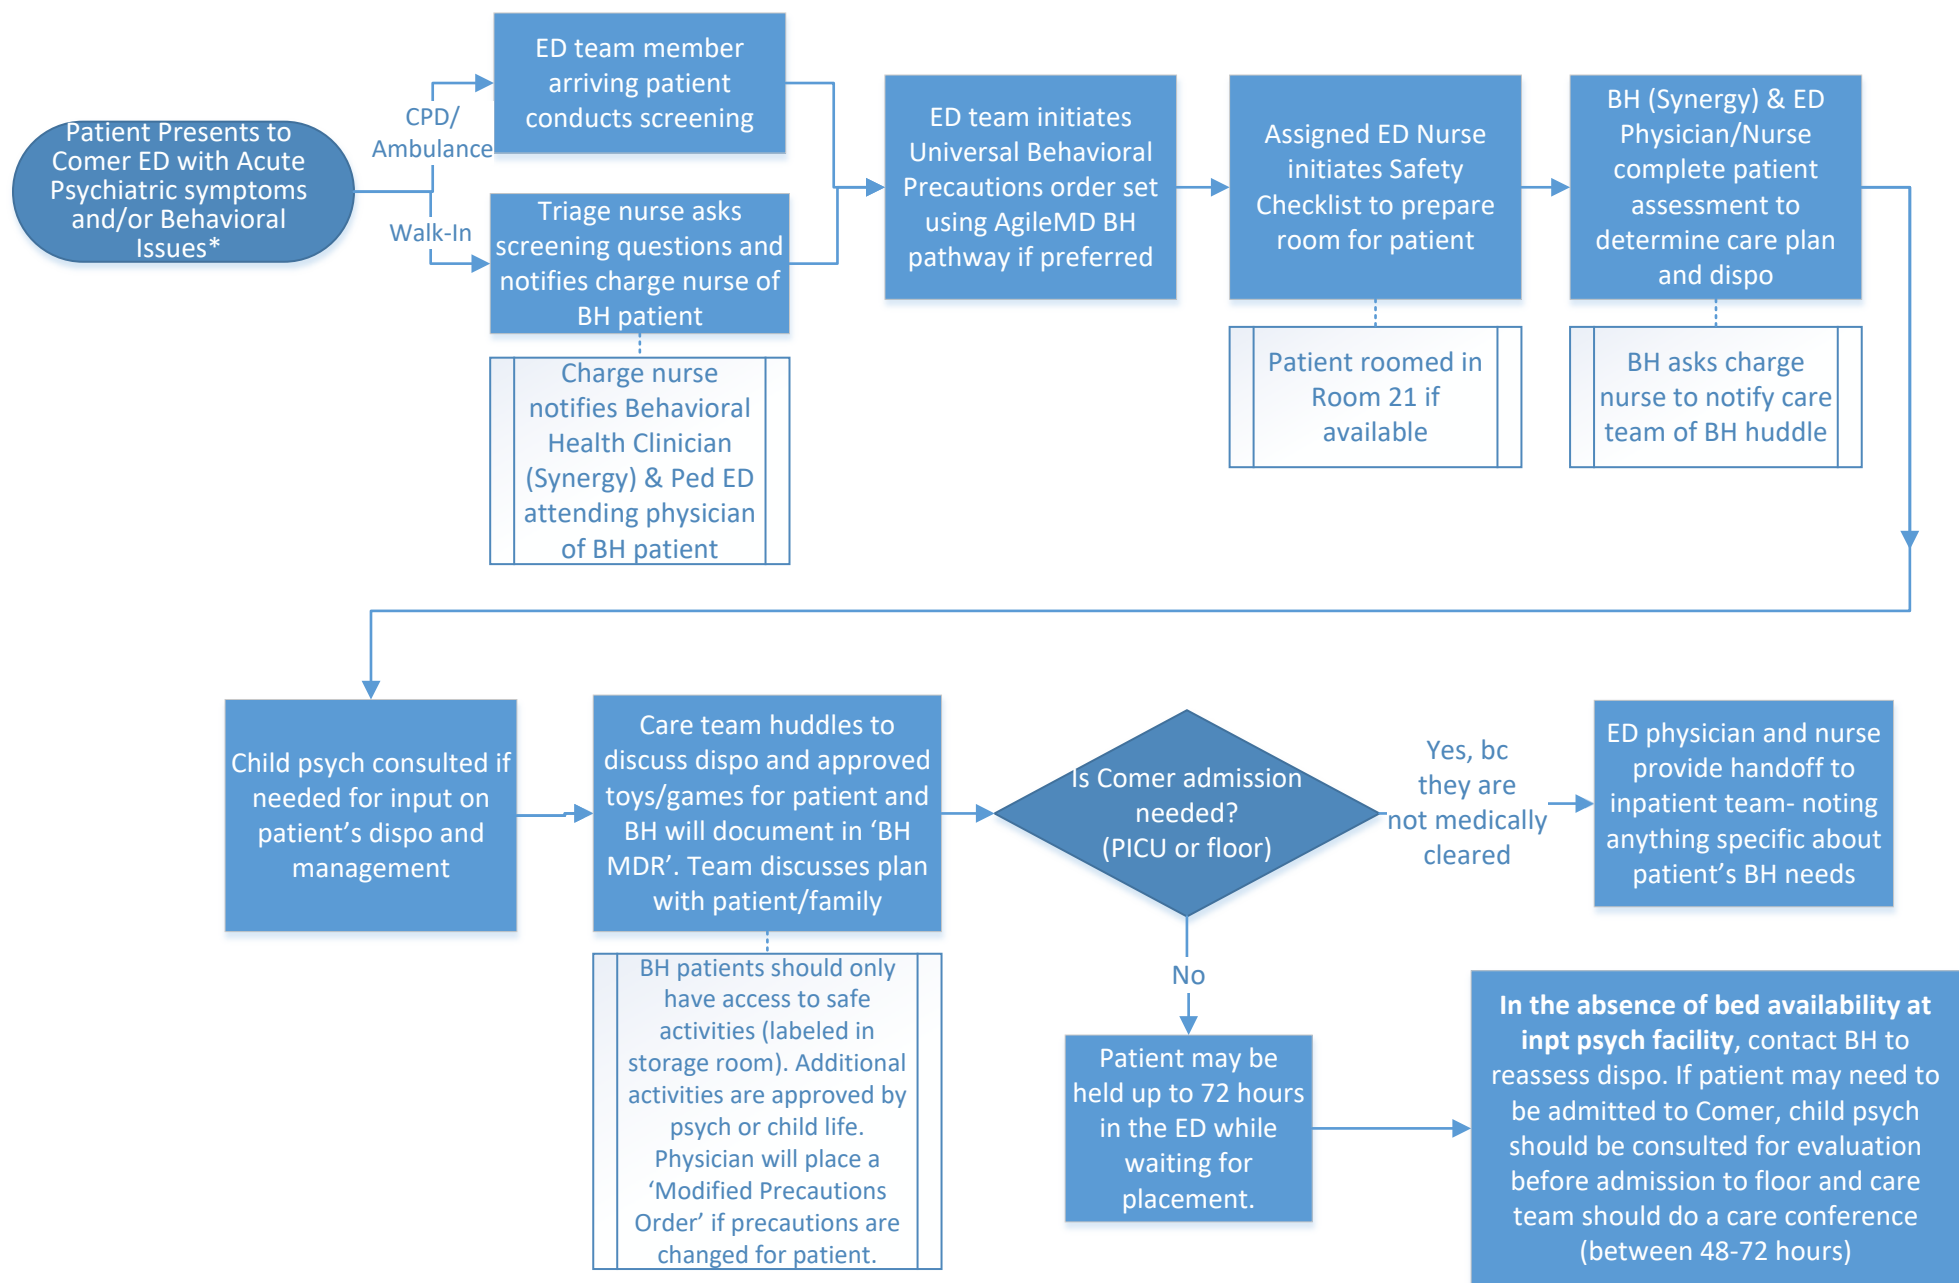 Patient Presents to
Comer ED with Acute
Psychiatric symptoms
and/or Behavioral
Issues*
CPD/
Ambulance
Walk-In
ED team member
arriving patient
conducts screening
Triage nurse asks
screening questions and
notifies charge nurse of
BH patient
Charge nurse
notifies Behavioral
Health Clinician
(Synergy) & Ped ED
attending physician
of BH patient
ED team initiates
Universal Behavioral
Precautions order set
using AgileMD BH
pathway if preferred
Assigned ED Nurse
initiates Safety
Checklist to prepare
room for patient
Patient roomed in
Room 21 if
available
BH (Synergy) & ED
Physician/Nurse
complete patient
assessment to
determine care plan
and dispo
BH asks charge
nurse to notify care
team of BH huddle
Child psych consulted if
needed for input on
patient's dispo and
management
Care team huddles to
discuss dispo and approved
toys/games for patient and
BH will document in ‘BH
MDR’. Team discusses plan
with patient/family
BH patients should only
have access to safe
activities (labeled in
storage room). Additional
activities are approved by
psych or child life.
Physician will place a
‘Modified Precautions
Order’ if precautions are
changed for patient.
Is Comer admission
needed?
(PICU or floor)
Yes, bc
they are
not medically
cleared
ED physician and nurse
provide handoff to
inpatient team- noting
anything specific about
patient's BH needs
No
Patient may be
held up to 72 hours
in the ED while
waiting for
placement.
In the absence of bed availability at
inpt psych facility, contact BH to
reassess dispo. If patient may need to
be admitted to Comer, child psych
should be consulted for evaluation
before admission to floor and care
team should do a care conference
(between 48-72 hours)